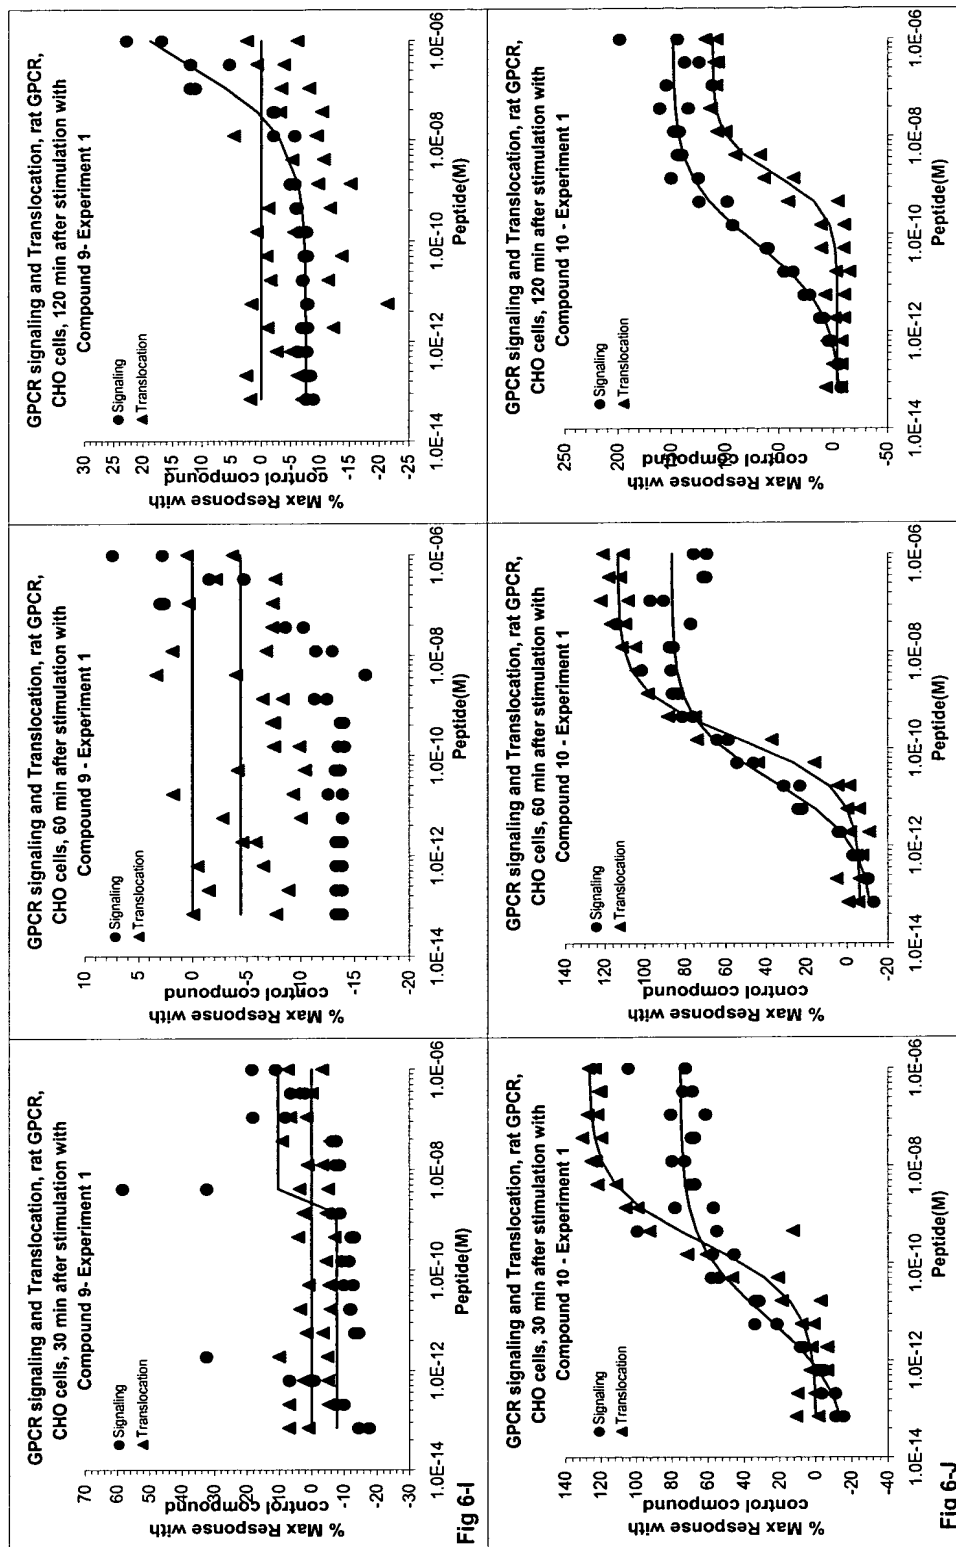 GPCR signaling and Translocation, rat GPCR,
CHO cells, 30 min after stimulation with
Compound 9- Experiment 1
% Max Response with
control compound
70
60
50
40
30
20
10
0
-10
-20
-30
Signaling
Translocation
1.0E-14
1.0E-12
1.0E-10
1.0E-08
1.0E-06
Peptide(M)
GPCR signaling and Translocation, rat GPCR,
CHO cells, 60 min after stimulation with
Compound 9 - Experiment 1
% Max Response with
control compound
10
5
0
-5
-10
-15
-20
Signaling
Translocation
1.0E-14
1.0E-12
1.0E-10
1.0E-08
1.0E-06
Peptide(M)
GPCR signaling and Translocation, rat GPCR,
CHO cells, 120 min after stimulation with
Compound 9- Experiment 1
% Max Response with
control compound
30
25
20
15
10
5
0
-5
-10
-15
-20
-25
Signaling
Translocation
1.0E-14
1.0E-12
1.0E-10
1.0E-08
1.0E-06
Peptide(M)
Fig 6-I
GPCR signaling and Translocation, rat GPCR,
CHO cells, 30 min after stimulation with
Compound 10 - Experiment 1
% Max Response with
control compound
140
120
100
80
60
40
20
0
-20
Signaling
Translocation
1.0E-14
1.0E-12
1.0E-10
1.0E-08
1.0E-06
Peptide(M)
GPCR signaling and Translocation, rat GPCR,
CHO cells, 60 min after stimulation with
Compound 10 - Experiment 1
% Max Response with
control compound
140
120
100
80
60
40
20
0
-20
Signaling
Translocation
1.0E-14
1.0E-12
1.0E-10
1.0E-08
1.0E-06
Peptide(M)
GPCR signaling and Translocation, rat GPCR,
CHO cells, 120 min after stimulation with
Compound 10 - Experiment 1
% Max Response with
control compound
250
200
150
100
50
0
-50
Signaling
Translocation
1.0E-14
1.0E-12
1.0E-10
1.0E-08
1.0E-06
Peptide(M)
Fig 6-J